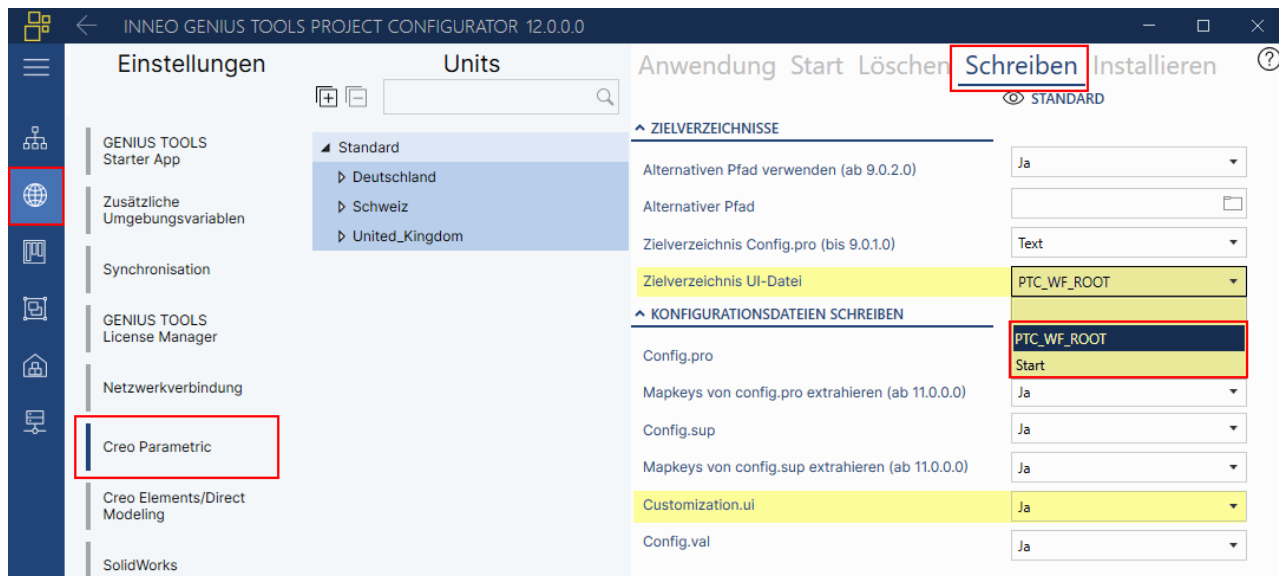 INNEO GENIUS TOOLS PROJECT CONFIGURATOR 12.0.0.0
Einstellungen
GENIUS TOOLS
Starter App
Zusätzliche
Umgebungsvariablen
Synchronisation
GENIUS TOOLS
License Manager
Netzwerkverbindung
Creo Parametric
Creo Elements/Direct
Modeling
SolidWorks
Units
Standard
Deutschland
Schweiz
United_Kingdom
Anwendung Start Löschen Schreiben Installieren
STANDARD
ZIELVERZEICHNISSE
Alternativen Pfad verwenden (ab 9.0.2.0) Ja
Alternativer Pfad
Zielverzeichnis Config.pro (bis 9.0.1.0) Text
Zielverzeichnis UI-Datei PTC_WF_ROOT
KONFIGURATIONSDATEIEN SCHREIBEN
PTC_WF_ROOT
Config.pro Start
Mapkeys von config.pro extrahieren (ab 11.0.0.0) Ja
Config.sup Ja
Mapkeys von config.sup extrahieren (ab 11.0.0.0) Ja
Customization.ui Ja
Config.val Ja